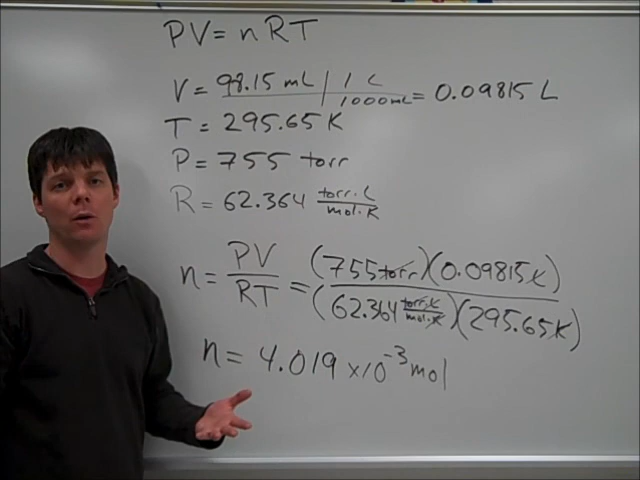 PV = nRT
V = 98.15 mL | 1 L / 1000 mL = 0.09815 L
T = 295.65 K
P = 755 torr
R = 62.364 torr·L / mol·K
n = PV / RT = (755 torr)(0.09815 L) / (62.364 torr·L / mol·K)(295.65 K)
n = 4.019 × 10⁻³ mol